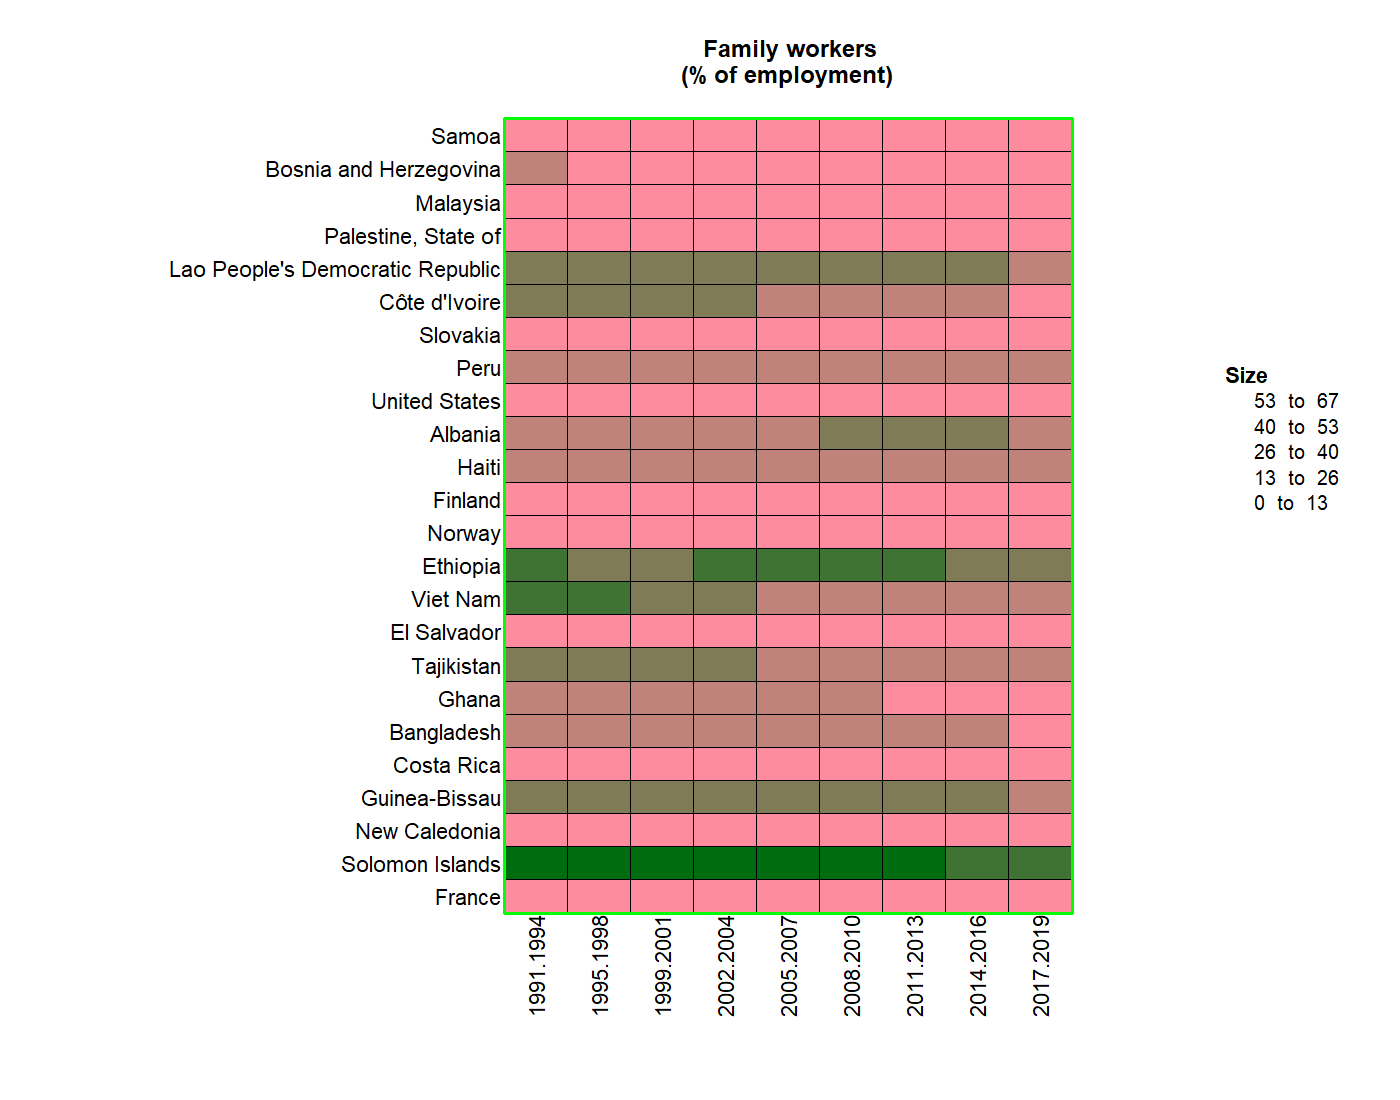 Family workers
(% of employment)
Samoa
Bosnia and Herzegovina
Malaysia
Palestine, State of
Lao People's Democratic Republic
Côte d'Ivoire
Slovakia
Peru
United States
Albania
Haiti
Finland
Norway
Ethiopia
Viet Nam
El Salvador
Tajikistan
Ghana
Bangladesh
Costa Rica
Guinea-Bissau
New Caledonia
Solomon Islands
France
1991.1994
1995.1998
1999.2001
2002.2004
2005.2007
2008.2010
2011.2013
2014.2016
2017.2019
Size
53 to 67
40 to 53
26 to 40
13 to 26
0 to 13